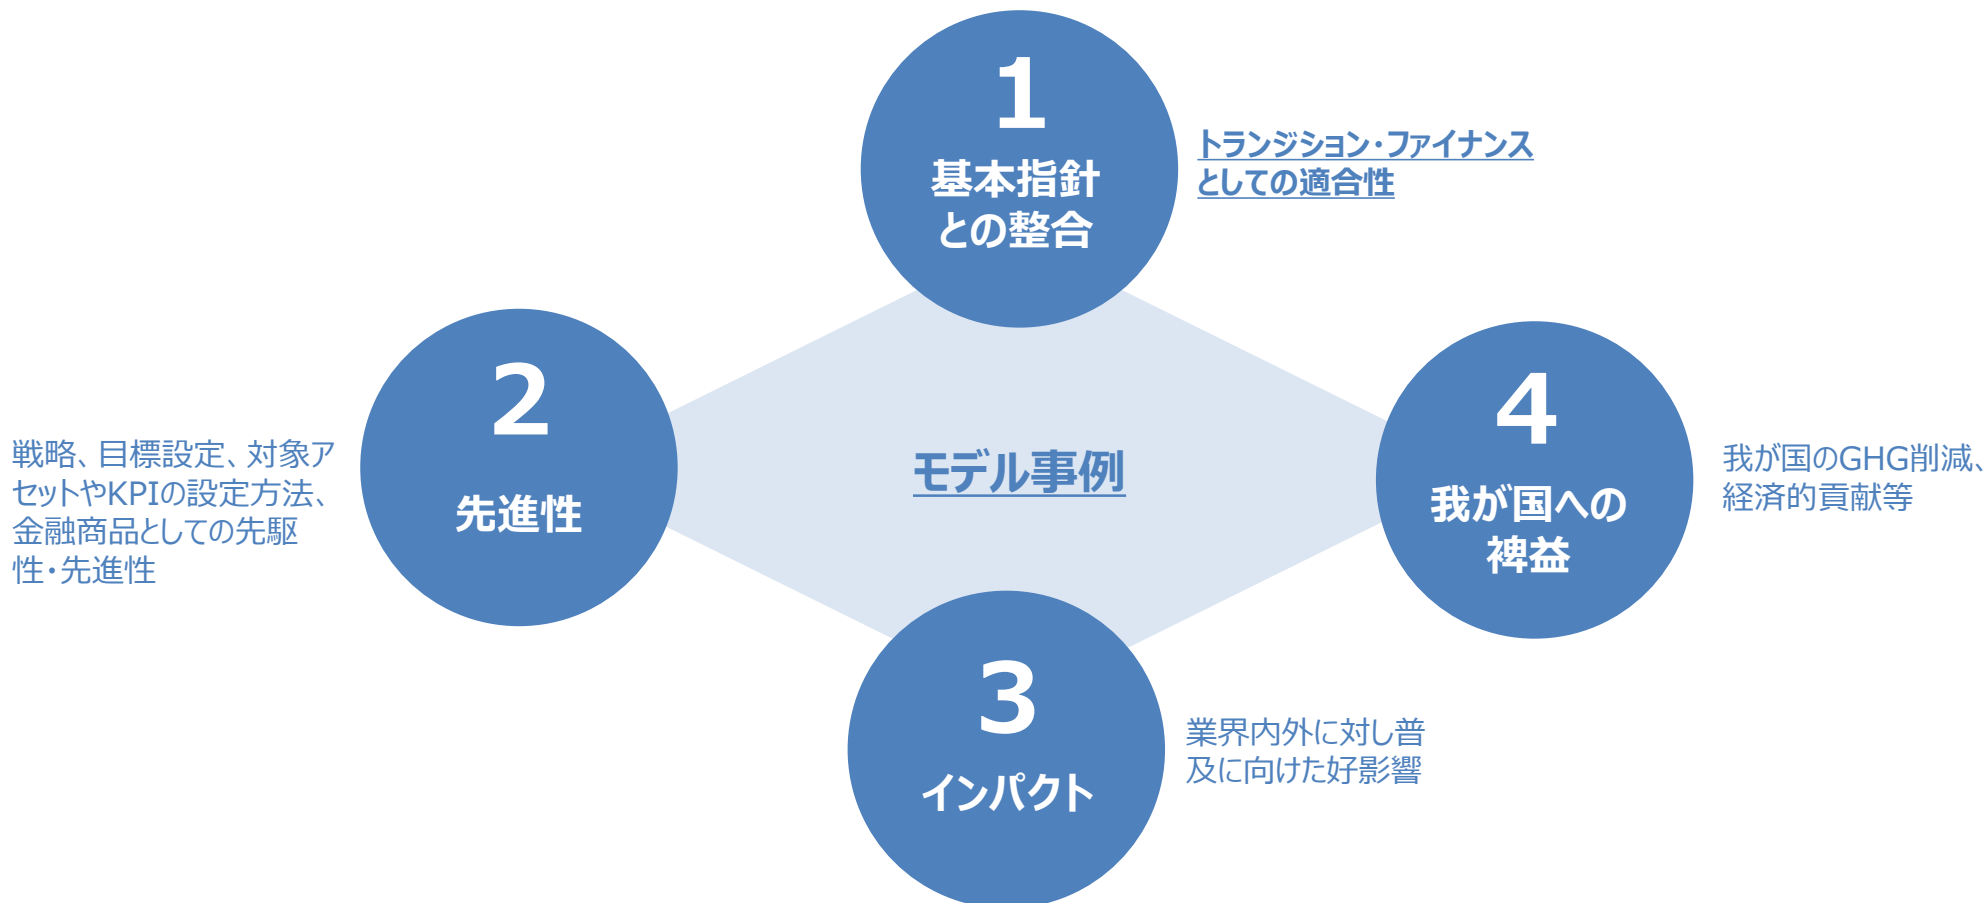 1
基本指針
との整合
トランジション・ファイナンス
としての適合性
2
先進性
戦略、目標設定、対象ア
セットやKPIの設定方法、
金融商品としての先駆
性・先進性
モデル事例
4
我が国への
裨益
我が国のGHG削減、
経済的貢献等
3
インパクト
業界内外に対し普
及に向けた好影響